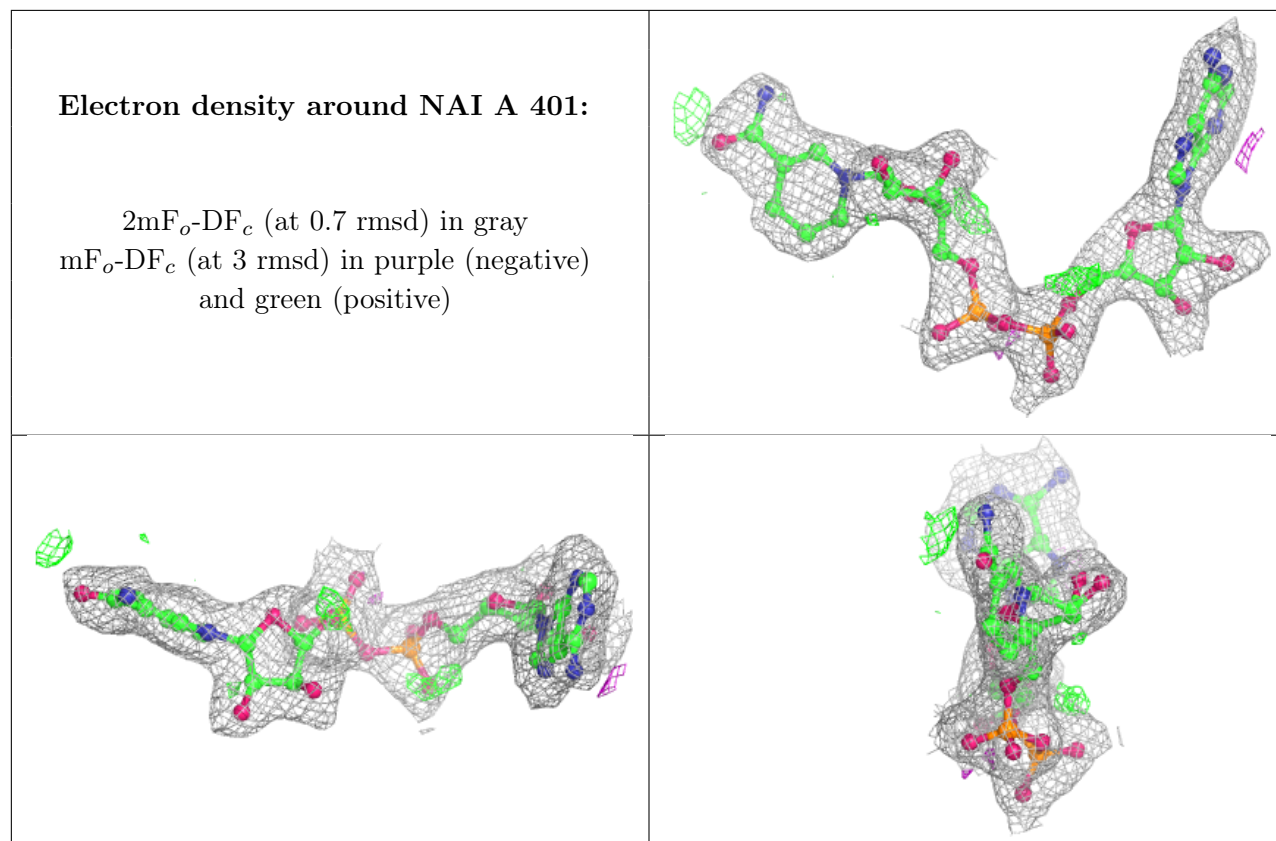 Electron density around NAI A 401:
2mFo-DFc (at 0.7 rmsd) in gray
mFo-DFc (at 3 rmsd) in purple (negative)
and green (positive)